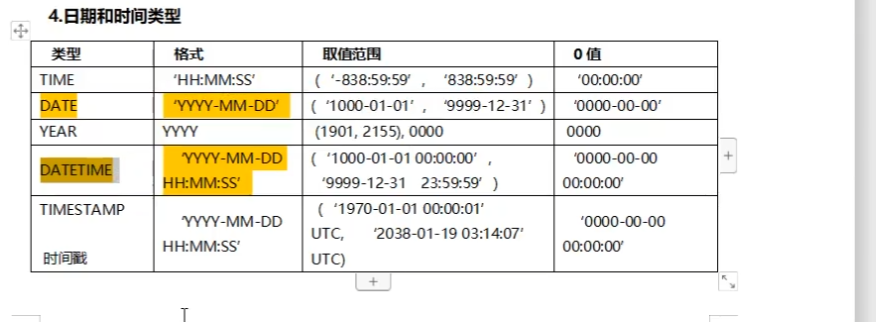 4.日期和时间类型
类型 格式 取值范围 0 值
TIME ‘HH:MM:SS’ (‘-838:59:59’, ‘838:59:59’) ‘00:00:00’
DATE ‘YYYY-MM-DD’ (‘1000-01-01’, ‘9999-12-31’) ‘0000-00-00’
YEAR YYYY (1901, 2155), 0000 0000
DATETIME ‘YYYY-MM-DD
HH:MM:SS’
(‘1000-01-01 00:00:00’,
‘9999-12-31 23:59:59’)
‘0000-00-00
00:00:00’
TIMESTAMP
时间戳
‘YYYY-MM-DD
HH:MM:SS’
(‘1970-01-01 00:00:01’
UTC, ‘2038-01-19 03:14:07’
UTC)
‘0000-00-00
00:00:00’